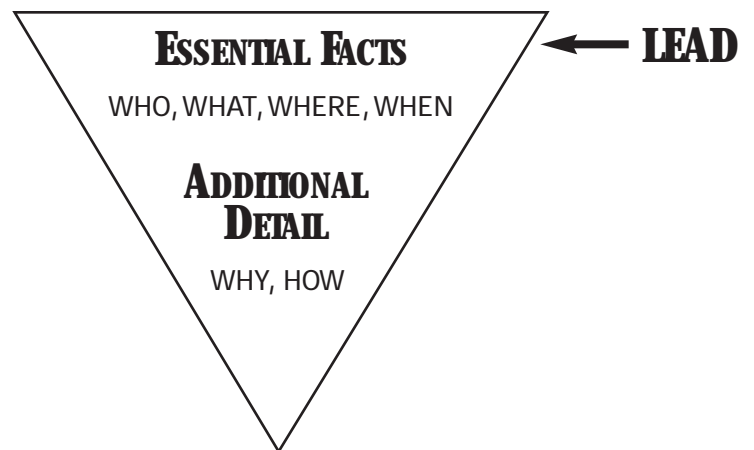 ESSENTIAL FACTS
LEAD
WHO, WHAT, WHERE, WHEN
ADDITIONAL
DETAIL
WHY, HOW